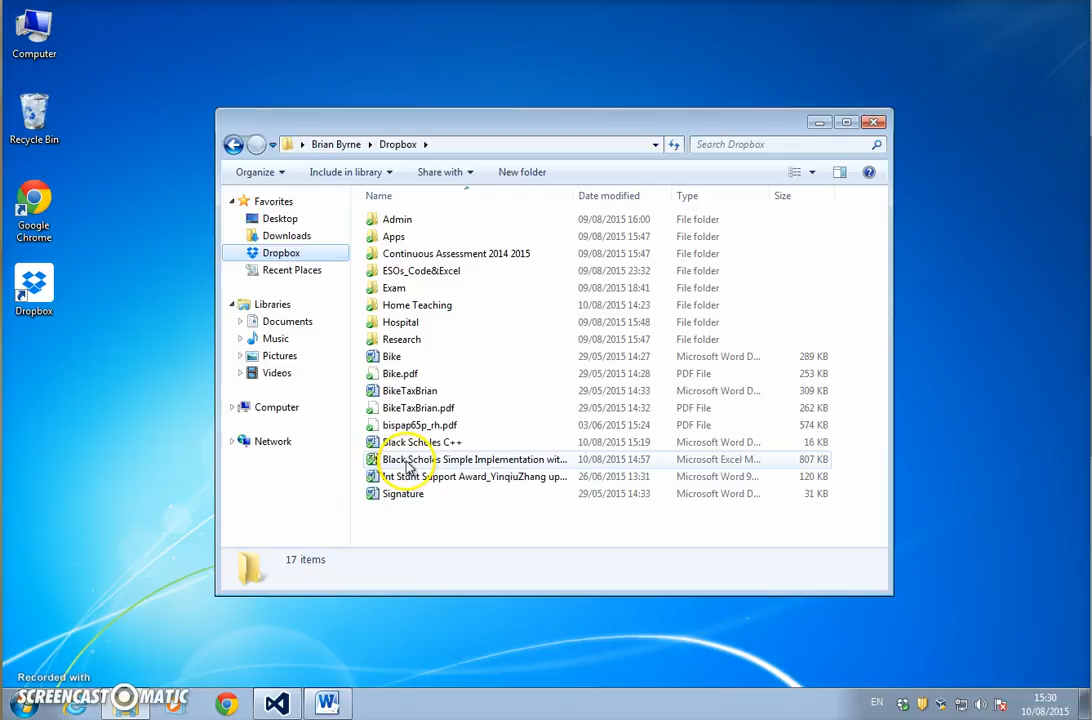 Computer
Recycle Bin
Google
Chrome
Dropbox
Brian Byrne
Dropbox
Search Dropbox
Organize
Include in library
Share with
New folder
Favorites
Desktop
Downloads
Dropbox
Recent Places
Libraries
Documents
Music
Pictures
Videos
Computer
Network
Name Date modified Type Size
Admin 09/08/2015 16:00 File folder
Apps 09/08/2015 15:47 File folder
Continuous Assessment 2014 2015 09/08/2015 15:47 File folder
ESOs_Code&Excel 09/08/2015 23:32 File folder
Exam 09/08/2015 18:41 File folder
Home Teaching 10/08/2015 14:23 File folder
Hospital 09/08/2015 15:48 File folder
Research 09/08/2015 15:47 File folder
Bike 29/05/2015 14:27 Microsoft Word D... 289 KB
Bike.pdf 29/05/2015 14:28 PDF File 253 KB
BikeTaxBrian 29/05/2015 14:33 Microsoft Word D... 309 KB
BikeTaxBrian.pdf 29/05/2015 14:32 PDF File 262 KB
bispap65p_rh.pdf 03/06/2015 15:24 PDF File 574 KB
Black Scholes C++ 10/08/2015 15:19 Microsoft Word D... 16 KB
Black Scholes Simple Implementation wit... 10/08/2015 14:57 Microsoft Excel M... 807 KB
Int Stdnt Support Award_YinqiuZhang up... 26/06/2015 13:31 Microsoft Word 9... 120 KB
Signature 29/05/2015 14:33 Microsoft Word D... 31 KB
17 items
Recorded with
SCREENCAST-O-MATIC
EN
15:30
10/08/2015